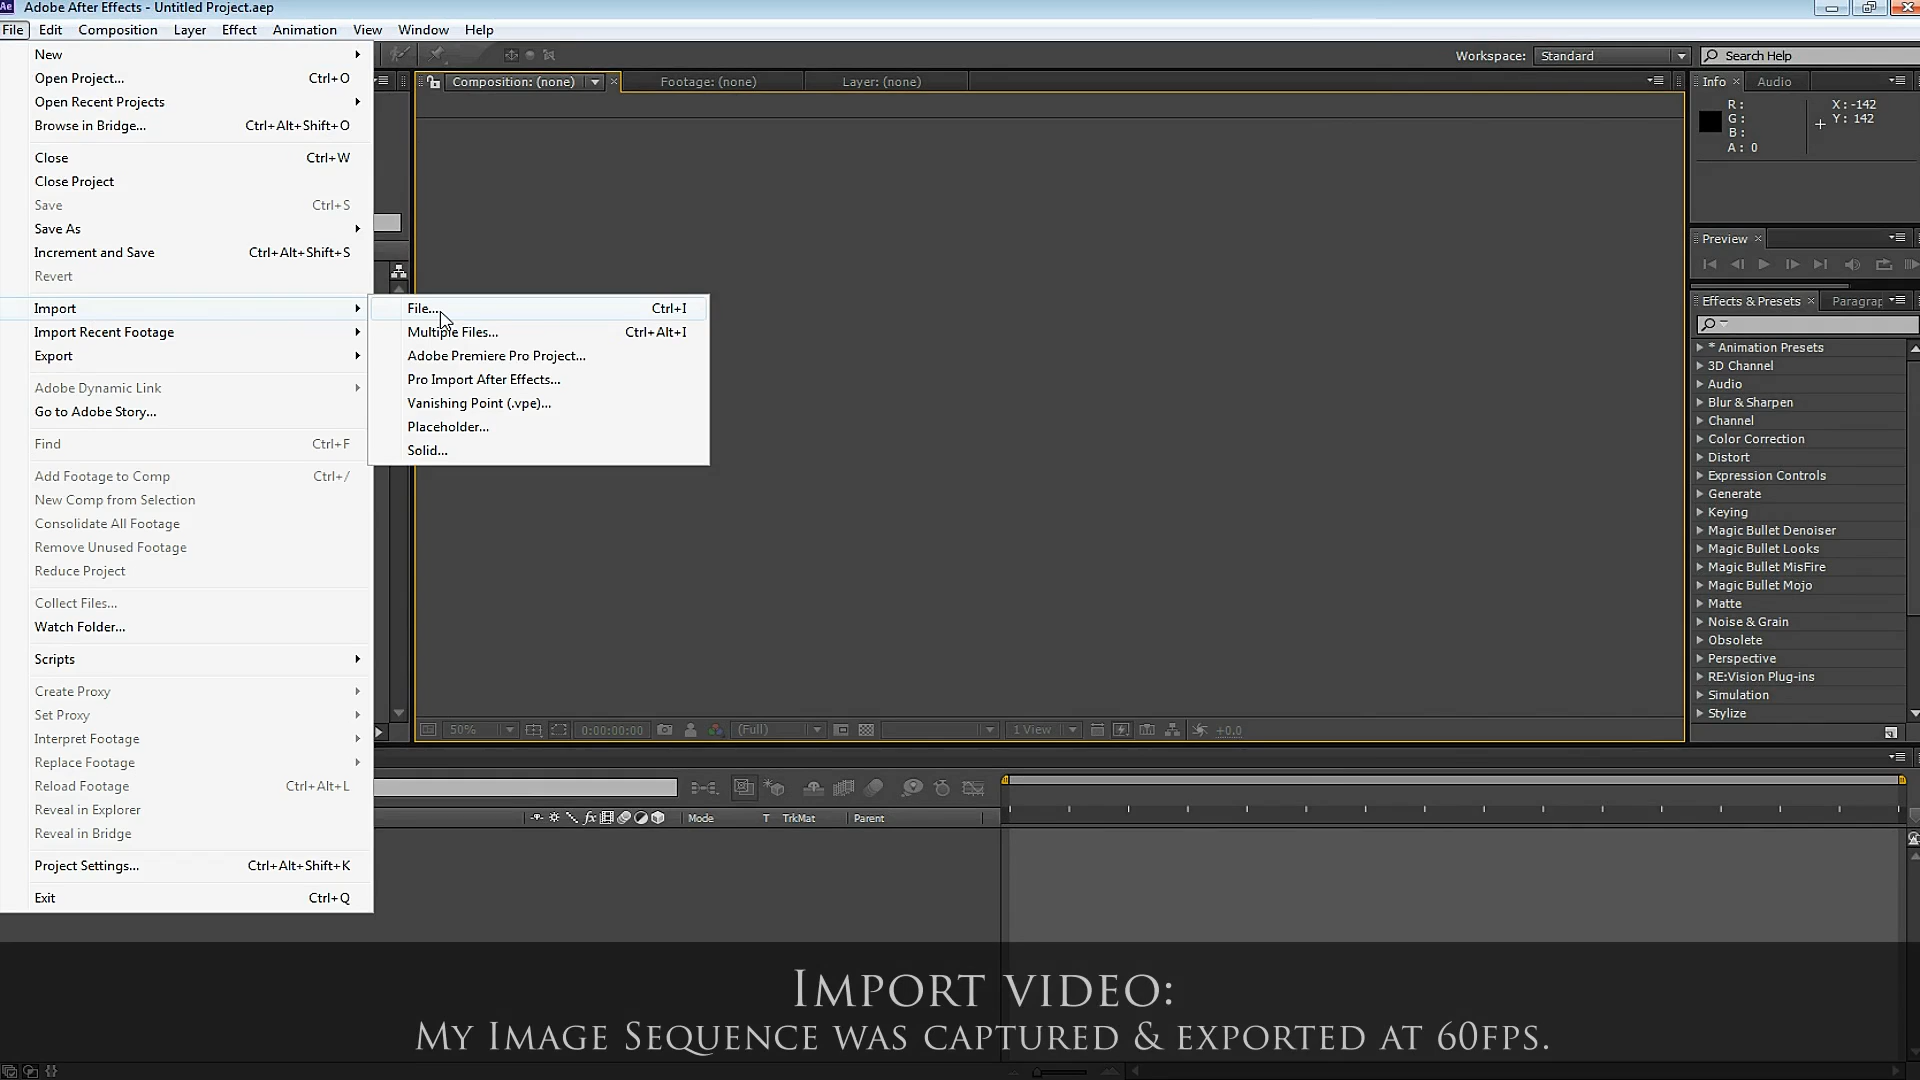 Ae Adobe After Effects - Untitled Project.aep
File Edit Composition Layer Effect Animation View Window Help
New
Open Project... Ctrl+O
Open Recent Projects
Browse in Bridge... Ctrl+Alt+Shift+O
Close Ctrl+W
Close Project
Save Ctrl+S
Save As
Increment and Save Ctrl+Alt+Shift+S
Revert
Import
Import Recent Footage
Export
Adobe Dynamic Link
Go to Adobe Story...
Find Ctrl+F
Add Footage to Comp Ctrl+/
New Comp from Selection
Consolidate All Footage
Remove Unused Footage
Reduce Project
Collect Files...
Watch Folder...
Scripts
Create Proxy
Set Proxy
Interpret Footage
Replace Footage
Reload Footage Ctrl+Alt+L
Reveal in Explorer
Reveal in Bridge
Project Settings... Ctrl+Alt+Shift+K
Exit Ctrl+Q
File... Ctrl+I
Multiple Files... Ctrl+Alt+I
Adobe Premiere Pro Project...
Pro Import After Effects...
Vanishing Point (.vpe)...
Placeholder...
Solid...
Workspace: Standard Search Help
Composition: (none) Footage: (none) Layer: (none)
Info Audio
R: X: -142
G: Y: 142
B:
A: 0
Preview
Effects & Presets Paragrap
* Animation Presets
3D Channel
Audio
Blur & Sharpen
Channel
Color Correction
Distort
Expression Controls
Generate
Keying
Magic Bullet Denoiser
Magic Bullet Looks
Magic Bullet MisFire
Magic Bullet Mojo
Matte
Noise & Grain
Obsolete
Perspective
RE:Vision Plug-ins
Simulation
Stylize
50% 0:00:00:00 (Full) 1 View +0.0
fx Mode T TrkMat Parent
Import video:
My Image Sequence was captured & exported at 60fps.